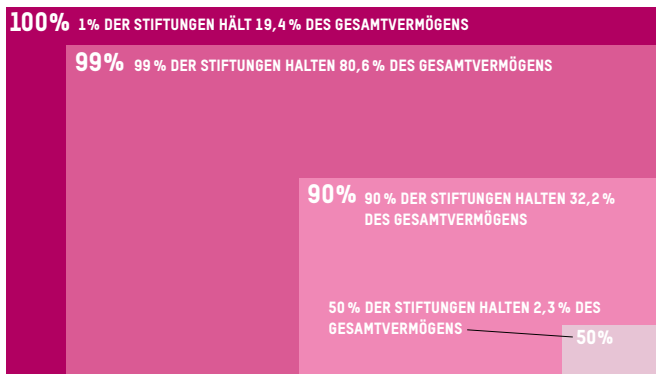 100% 1% DER STIFTUNGEN HÄLT 19,4 % DES GESAMTVERMÖGENS
99% 99 % DER STIFTUNGEN HALTEN 80,6 % DES GESAMTVERMÖGENS
90% 90 % DER STIFTUNGEN HALTEN 32,2 %
DES GESAMTVERMÖGENS
50 % DER STIFTUNGEN HALTEN 2,3 % DES
GESAMTVERMÖGENS
50%